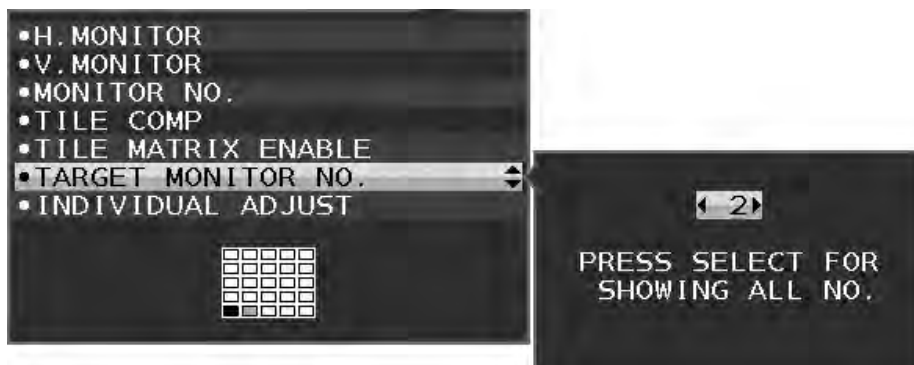 •H.MONITOR
•V.MONITOR
•MONITOR NO.
•TILE COMP
•TILE MATRIX ENABLE
•TARGET MONITOR NO.
•INDIVIDUAL ADJUST
2
PRESS SELECT FOR
SHOWING ALL NO.